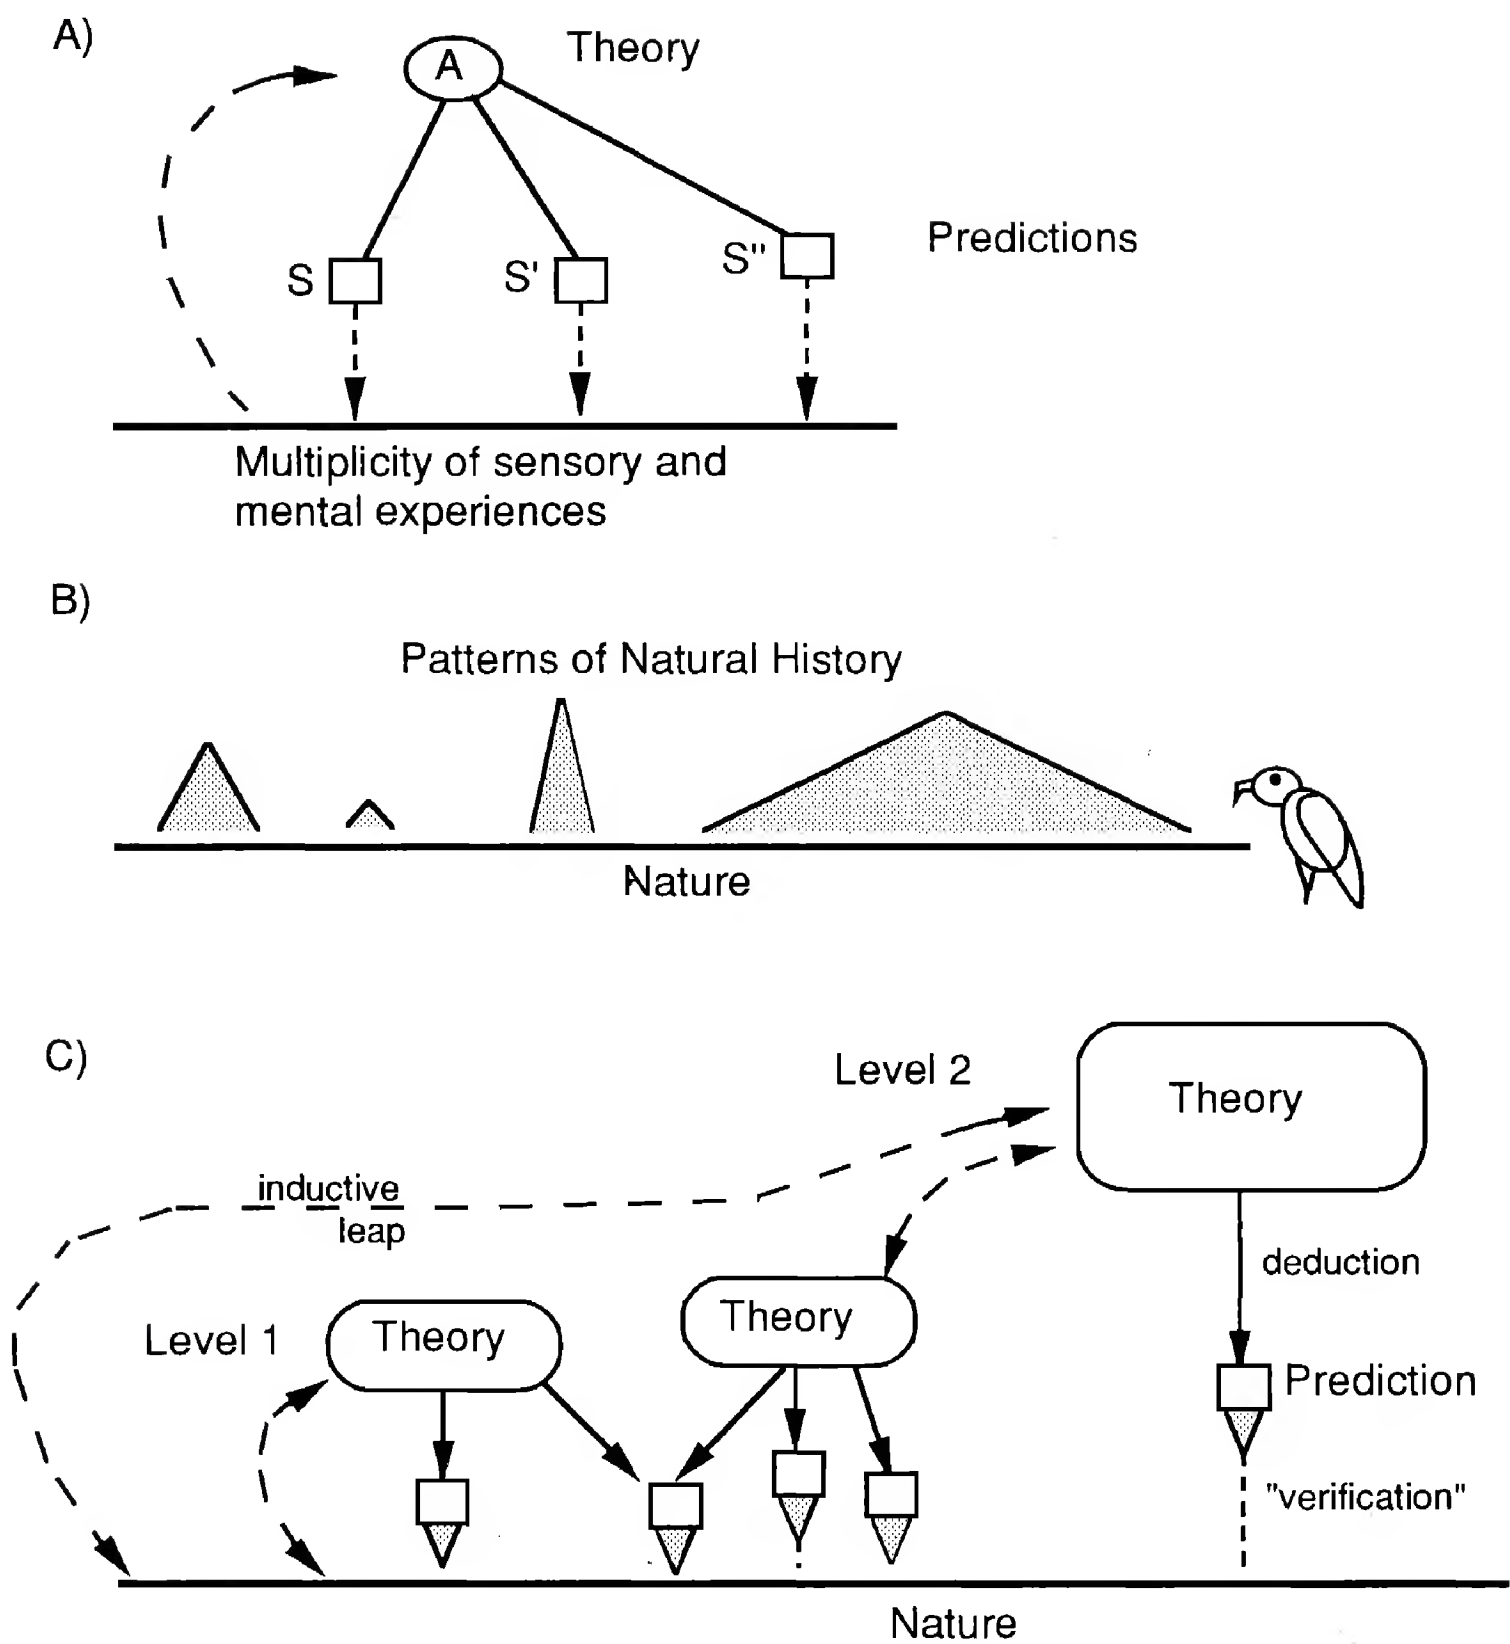 A)
A
Theory
Predictions
S
S'
S"
Multiplicity of sensory and
mental experiences
B)
Patterns of Natural History
Nature
C)
Level 2
Theory
inductive
leap
deduction
Level 1
Theory
Theory
Prediction
"verification"
Nature